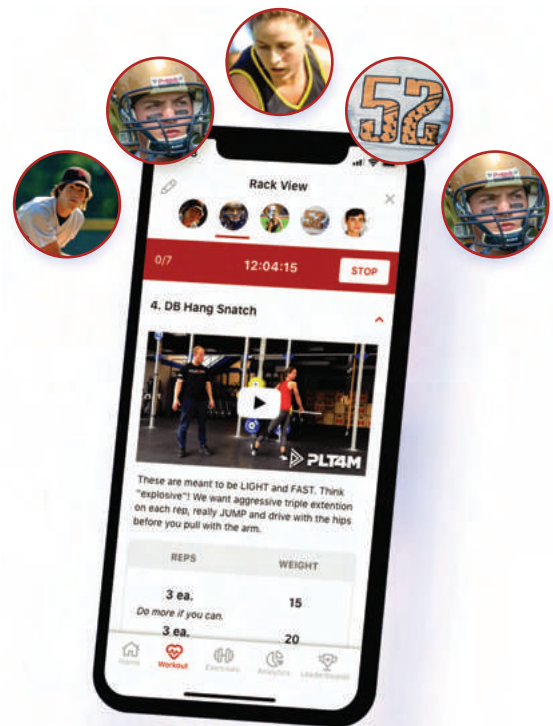 52
Rack View
0/7 12:04:15 STOP
4. DB Hang Snatch
PLT4M
These are meant to be LIGHT and FAST. Think
"explosive"! We want aggressive triple extention
on each rep, really JUMP and drive with the hips
before you pull with the arm.
REPS WEIGHT
3 ea. 15
Do more if you can.
3 ea. 20
Home Workout Exercises Analytics Leaderboards